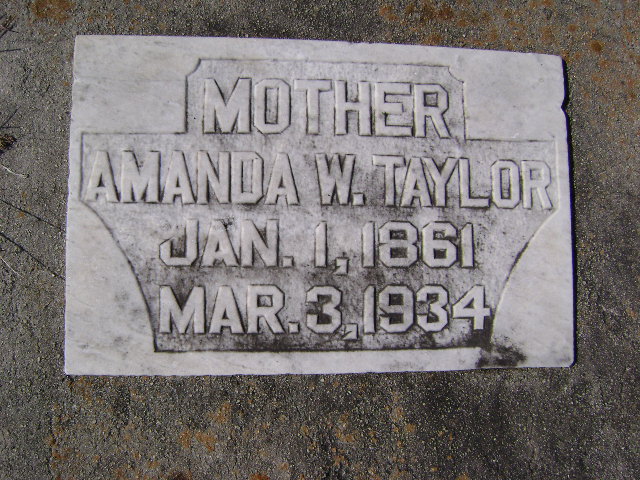 MOTHER
AMANDA W. TAYLOR
JAN. 1, 1861
MAR. 3, 1934